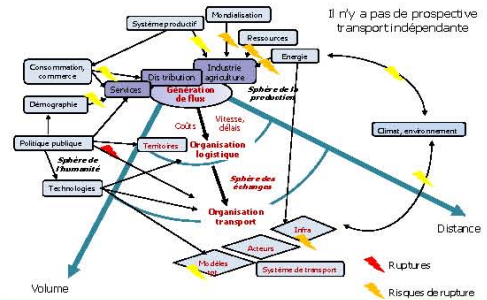 Mondialisation
Il n'y a pas de prospective
transport indépendante
Système productif
Ressources
Energie
Consommation,
commerce
Industrie
agriculture
Distribution
Services
Sphère de la
production
Génération
de flux
Démographie
Coûts
Vitesse,
délais
Climat, environnement
Politique publique
Territoires
Organisation
logistique
Sphère de
l'humanité
Technologies
Sphère des
échanges
Organisation
transport
Distance
Infra
Acteurs
Modèles
Système de transport
Ruptures
Volume
Risques de rupture